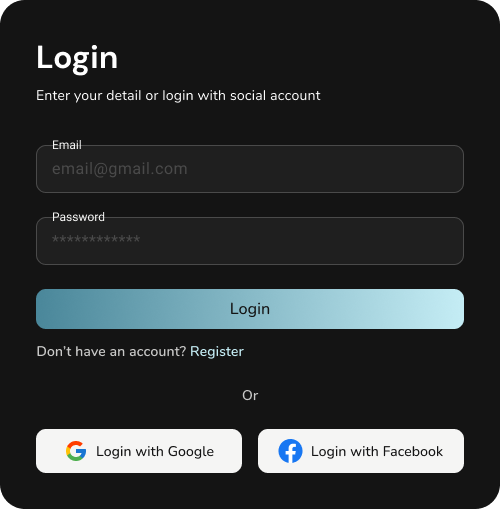 Login
Enter your detail or login with social account
Email
email@gmail.com
Password
************
Login
Don't have an account? Register
Or
Login with Google
Login with Facebook